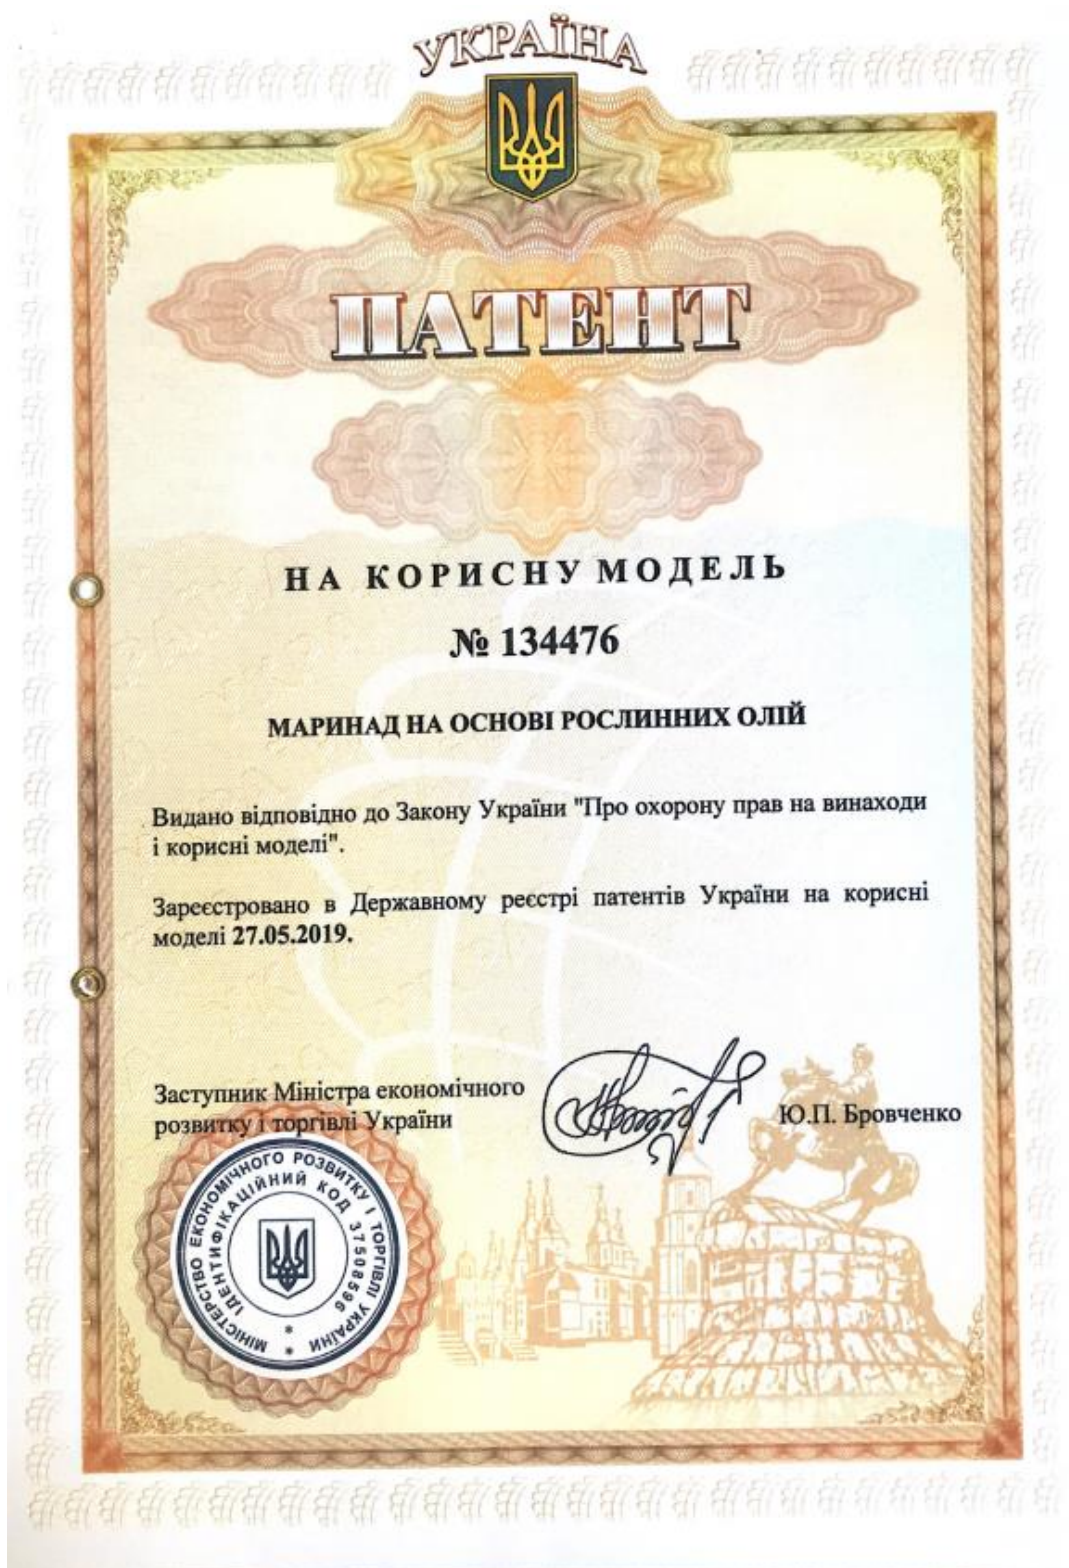 УКРАЇНА
ПАТЕНТ
НА КОРИСНУ МОДЕЛЬ
№ 134476
МАРИНАД НА ОСНОВІ РОСЛИННИХ ОЛІЙ
Видано відповідно до Закону України "Про охорону прав на винаходи
і корисні моделі".
Зареєстровано в Державному реєстрі патентів України на корисні
моделі 27.05.2019.
Заступник Міністра економічного
розвитку і торгівлі України
Ю.П. Бровченко
МІНІСТЕРСТВО ЕКОНОМІЧНОГО РОЗВИТКУ І ТОРГІВЛІ УКРАЇНИ *
ІДЕНТИФІКАЦІЙНИЙ КОД 37508596 *